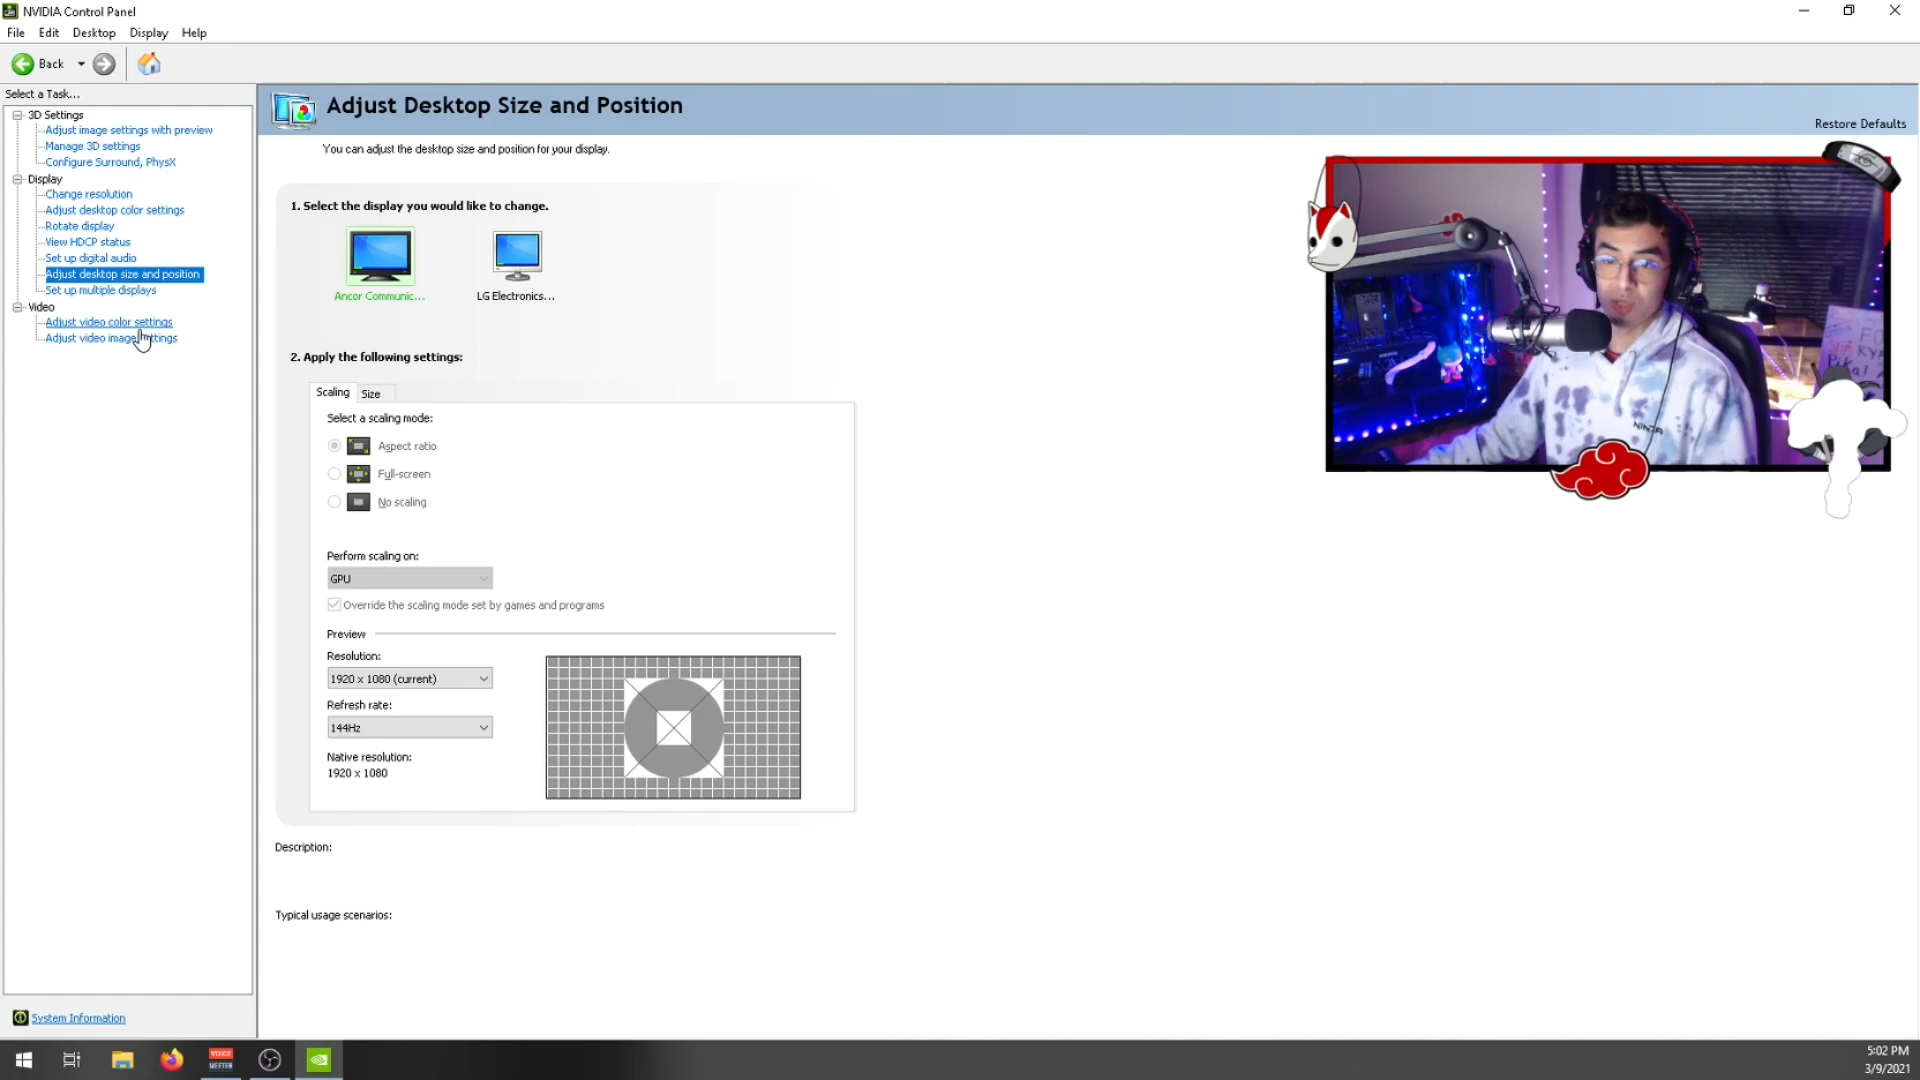 NVIDIA Control Panel
File Edit Desktop Display Help
Back
Select a Task...
3D Settings
Adjust image settings with preview
Manage 3D settings
Configure Surround, PhysX
Display
Change resolution
Adjust desktop color settings
Rotate display
View HDCP status
Set up digital audio
Adjust desktop size and position
Set up multiple displays
Video
Adjust video color settings
Adjust video image settings
System Information
Adjust Desktop Size and Position
Restore Defaults
You can adjust the desktop size and position for your display.
1. Select the display you would like to change.
Ancor Communic...
LG Electronics...
2. Apply the following settings:
Scaling
Size
Select a scaling mode:
Aspect ratio
Full-screen
No scaling
Perform scaling on:
GPU
Override the scaling mode set by games and programs
Preview
Resolution:
1920 x 1080 (current)
Refresh rate:
144Hz
Native resolution:
1920 x 1080
Description:
Typical usage scenarios:
NINJA
VOICE
MEETER
5:02 PM
3/9/2021